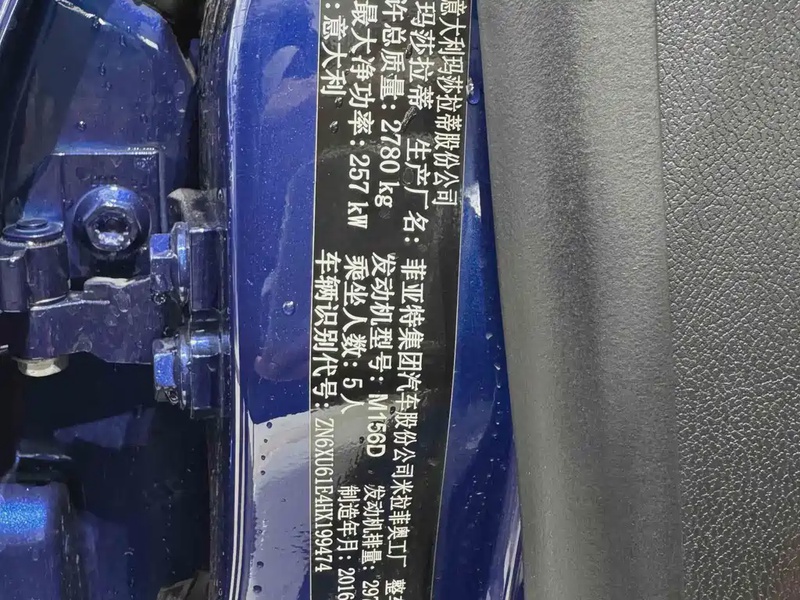 意大利玛莎拉蒂股份公司
玛莎拉蒂 生产厂名: 菲亚特集团汽车股份公司米拉菲奥工厂 整
许总质量: 2780 kg 发动机型号: M156D 发动机排量: 297
最大净功率: 257 kW 乘坐人数: 5人 制造年月: 2016
: 意大利 车辆识别代号: ZN6XU61E4HX199474